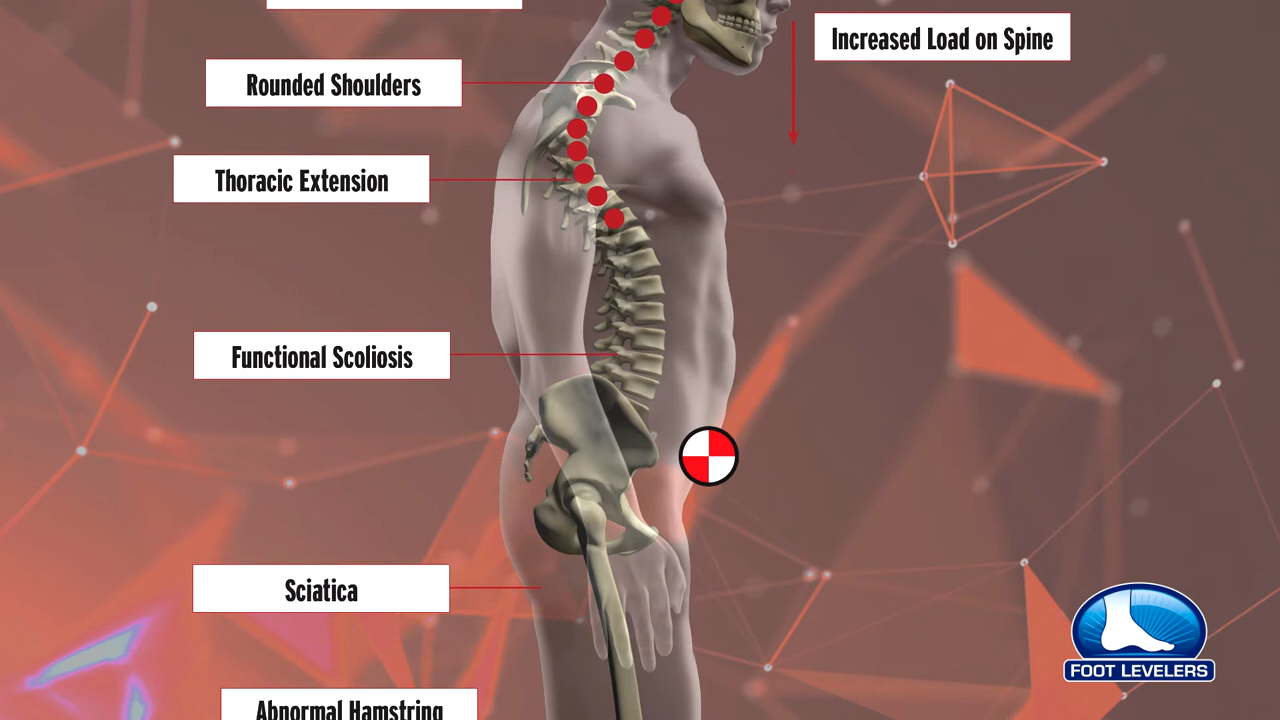 Increased Load on Spine
Rounded Shoulders
Thoracic Extension
Functional Scoliosis
Sciatica
FOOT LEVELERS
Abnormal Hamstring